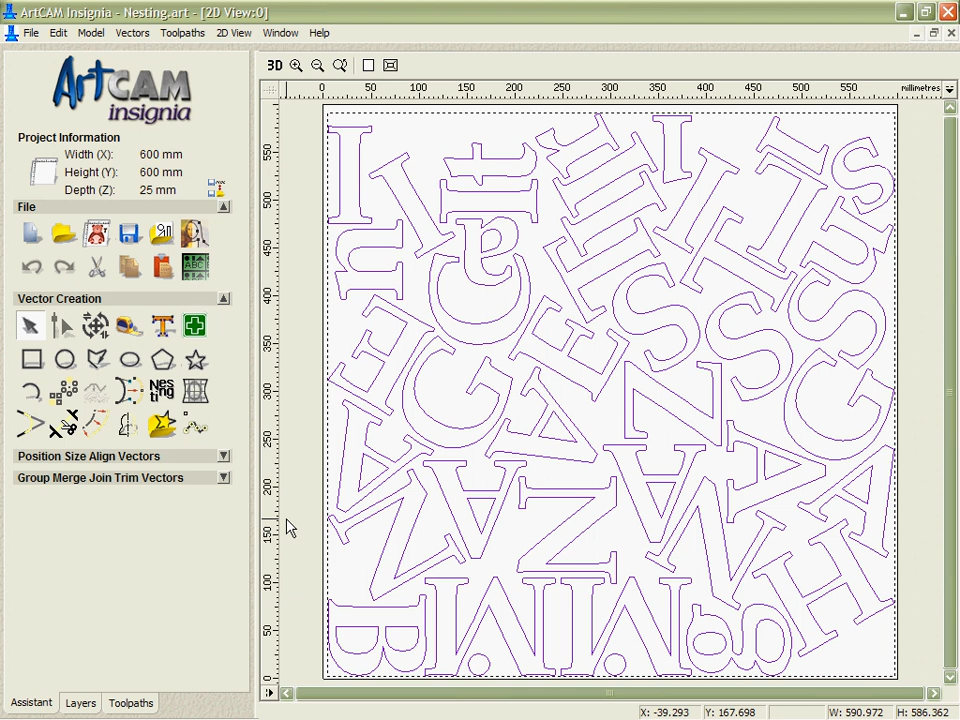 ArtCAM Insignia - Nesting.art - [2D View:0]
File Edit Model Vectors Toolpaths 2D View Window Help
ArtCAM
insignia
Project Information
Width (X): 600 mm
Height (Y): 600 mm
Depth (Z): 25 mm
File
Vector Creation
Nes
ting
Position Size Align Vectors
Group Merge Join Trim Vectors
Assistant Layers Toolpaths
3D
0 50 100 150 200 250 300 350 400 450 500 550 millimetres
550
500
450
400
350
300
250
200
150
100
50
0
X: -39.293 Y: 167.698 W: 590.972 H: 586.362